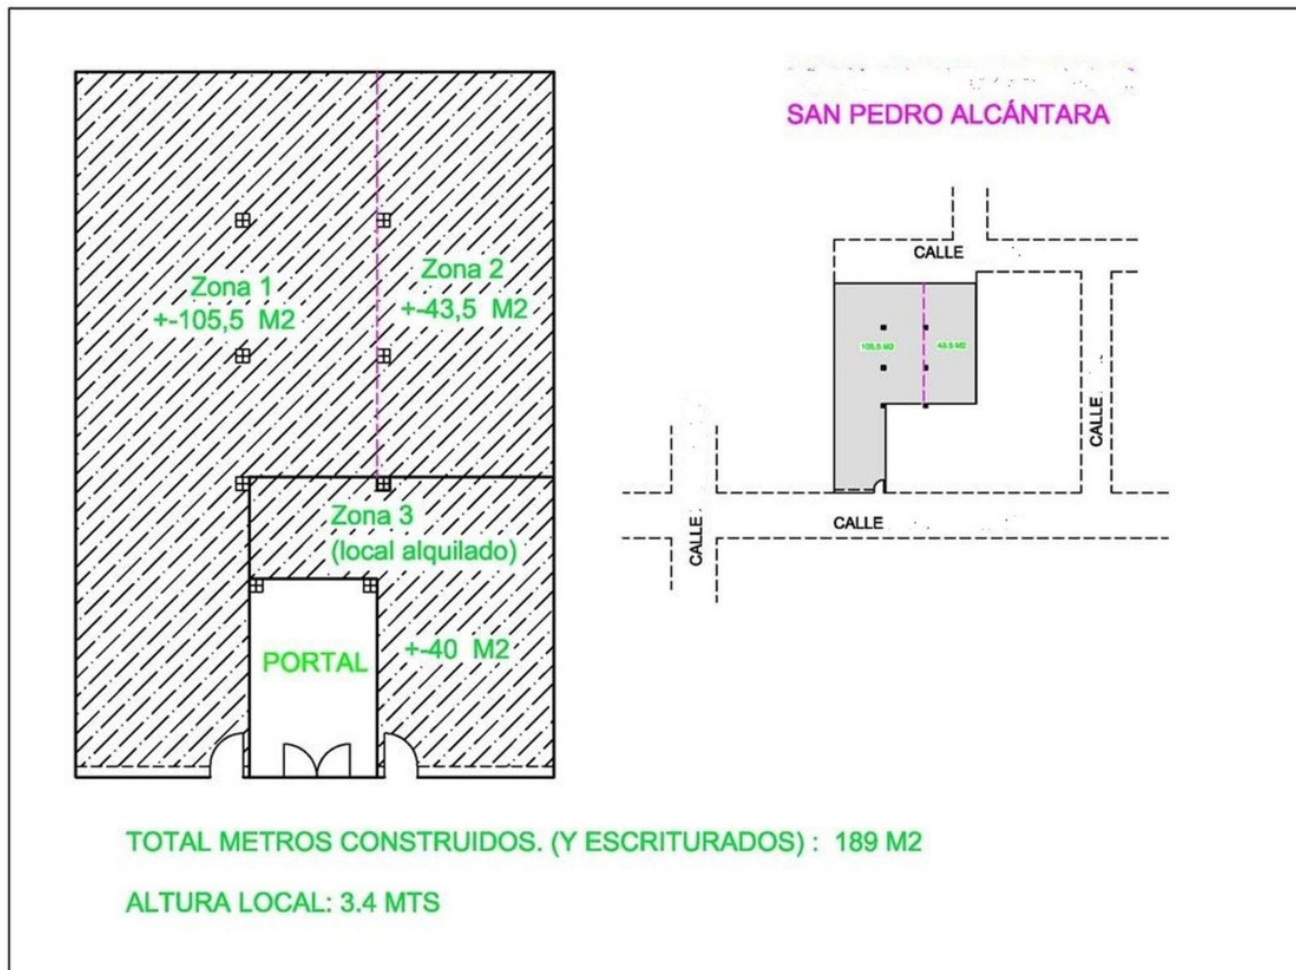 SAN PEDRO ALCÁNTARA
Zona 1
+-105,5 M2
Zona 2
+-43,5 M2
Zona 3
(local alquilado)
+-40 M2
PORTAL
CALLE
105.5 M2
43.5 M2
CALLE
CALLE
CALLE
TOTAL METROS CONSTRUIDOS. (Y ESCRITURADOS) : 189 M2
ALTURA LOCAL: 3.4 MTS